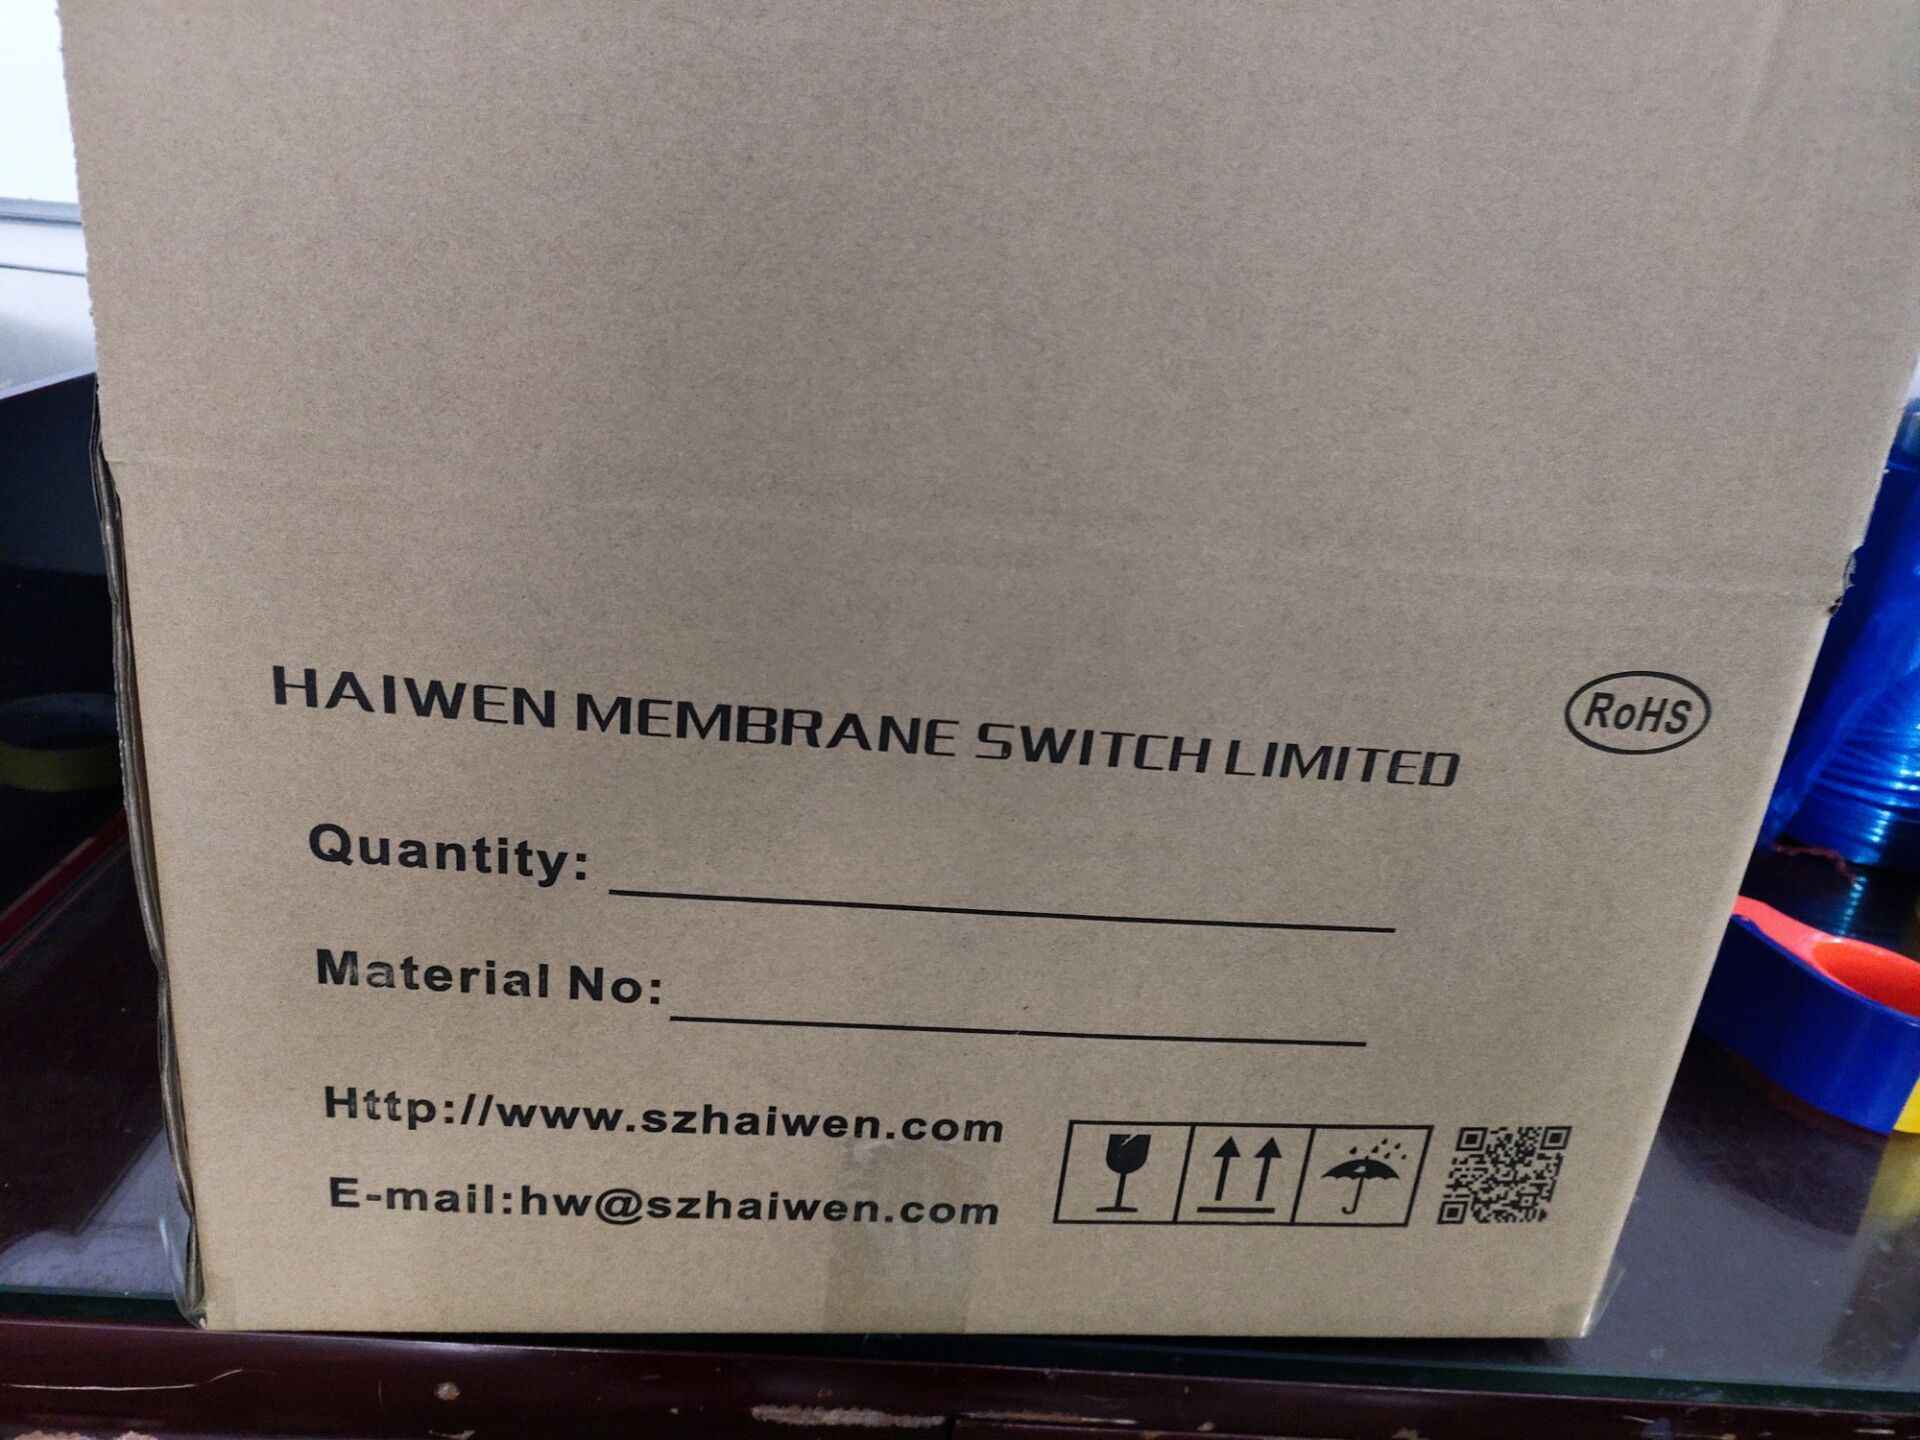 HAIWEN MEMBRANE SWITCH LIMITED
RoHS
Quantity:
Material No:
Http://www.szhaiwen.com
E-mail:hw@szhaiwen.com